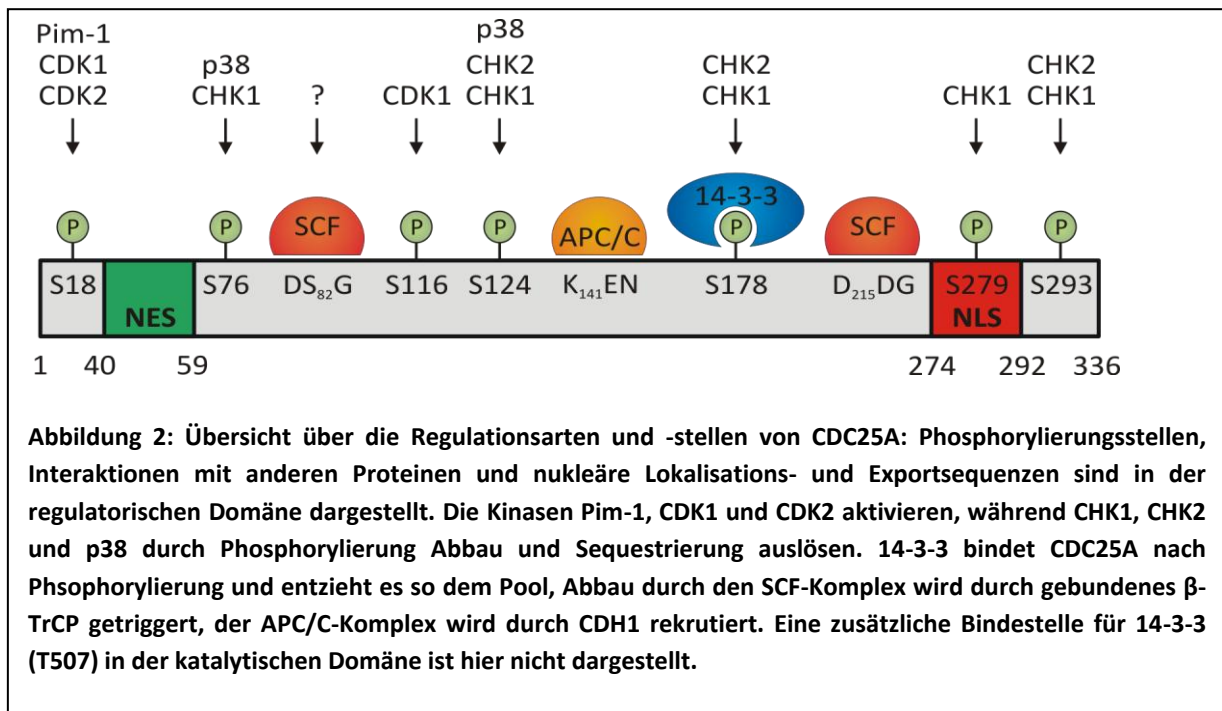 Pim-1
CDK1
CDK2
p38
CHK1
?
CDK1
p38
CHK2
CHK1
CHK2
CHK1
CHK1
CHK2
CHK1
P
P
SCF
P
P
APC/C
14-3-3
P
SCF
P
P
S18
NES
S76
DS₈₂G
S116
S124
K₁₄₁EN
S178
D₂₁₅DG
S279
NLS
S293
1 40 59 274 292 336
Abbildung 2: Übersicht über die Regulationsarten und -stellen von CDC25A: Phosphorylierungsstellen,
Interaktionen mit anderen Proteinen und nukleäre Lokalisations- und Exportsequenzen sind in der
regulatorischen Domäne dargestellt. Die Kinasen Pim-1, CDK1 und CDK2 aktivieren, während CHK1, CHK2
und p38 durch Phosphorylierung Abbau und Sequestrierung auslösen. 14-3-3 bindet CDC25A nach
Phsophorylierung und entzieht es so dem Pool, Abbau durch den SCF-Komplex wird durch gebundenes β-
TrCP getriggert, der APC/C-Komplex wird durch CDH1 rekrutiert. Eine zusätzliche Bindestelle für 14-3-3
(T507) in der katalytischen Domäne ist hier nicht dargestellt.